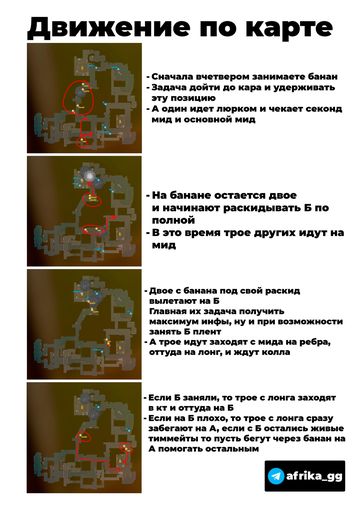 Движение по карте
- Сначала вчетвером занимаете банан
- Задача дойти до кара и удерживать
эту позицию
- А один идет люрком и чекает секонд
мид и основной мид
- На банане остается двое
и начинают раскидывать Б по
полной
- В это время трое других идут на
мид
- Двое с банана под свой раскид
вылетают на Б
Главная их задача получить
максимум инфы, ну и при возможности
занять Б плент
- А трои идут заходят с мида на ребра,
оттуда на лонг, и ждут колла
- Если Б заняли, то трое с лонга заходят
в кт и оттуда на Б
- Если на Б плохо, то трое с лонга сразу
забегают на А, если с Б остались живые
тиммейты то пусть бегут через банан на
А помогать остальным
afrika_gg